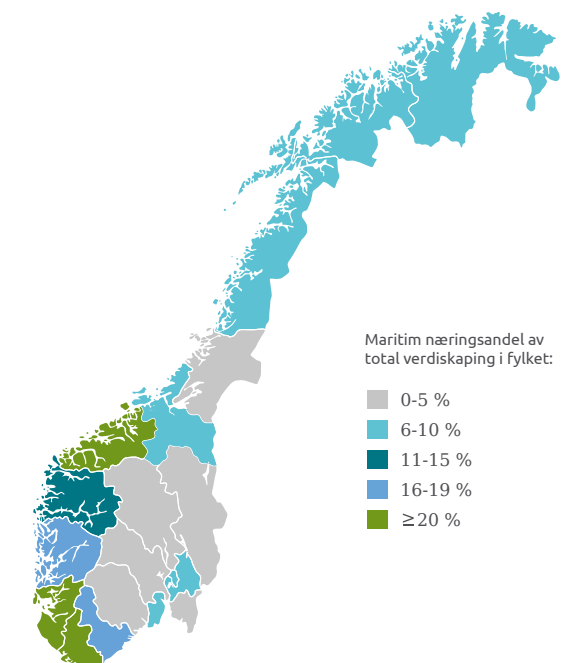 Maritim næringsandel av
total verdiskaping i fylket:
0-5 %
6-10 %
11-15 %
16-19 %
≥20 %